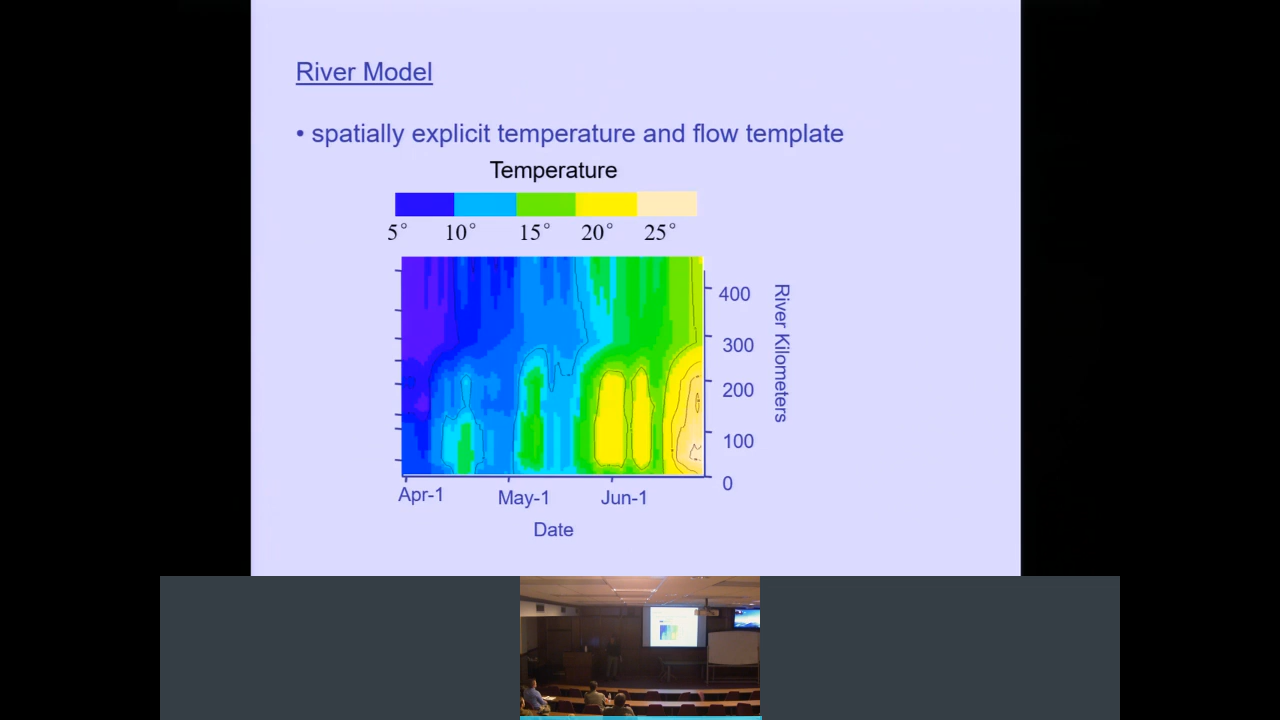 River Model
• spatially explicit temperature and flow template
Temperature
5° 10° 15° 20° 25°
400
300
200
100
0
River Kilometers
Apr-1 May-1 Jun-1
Date